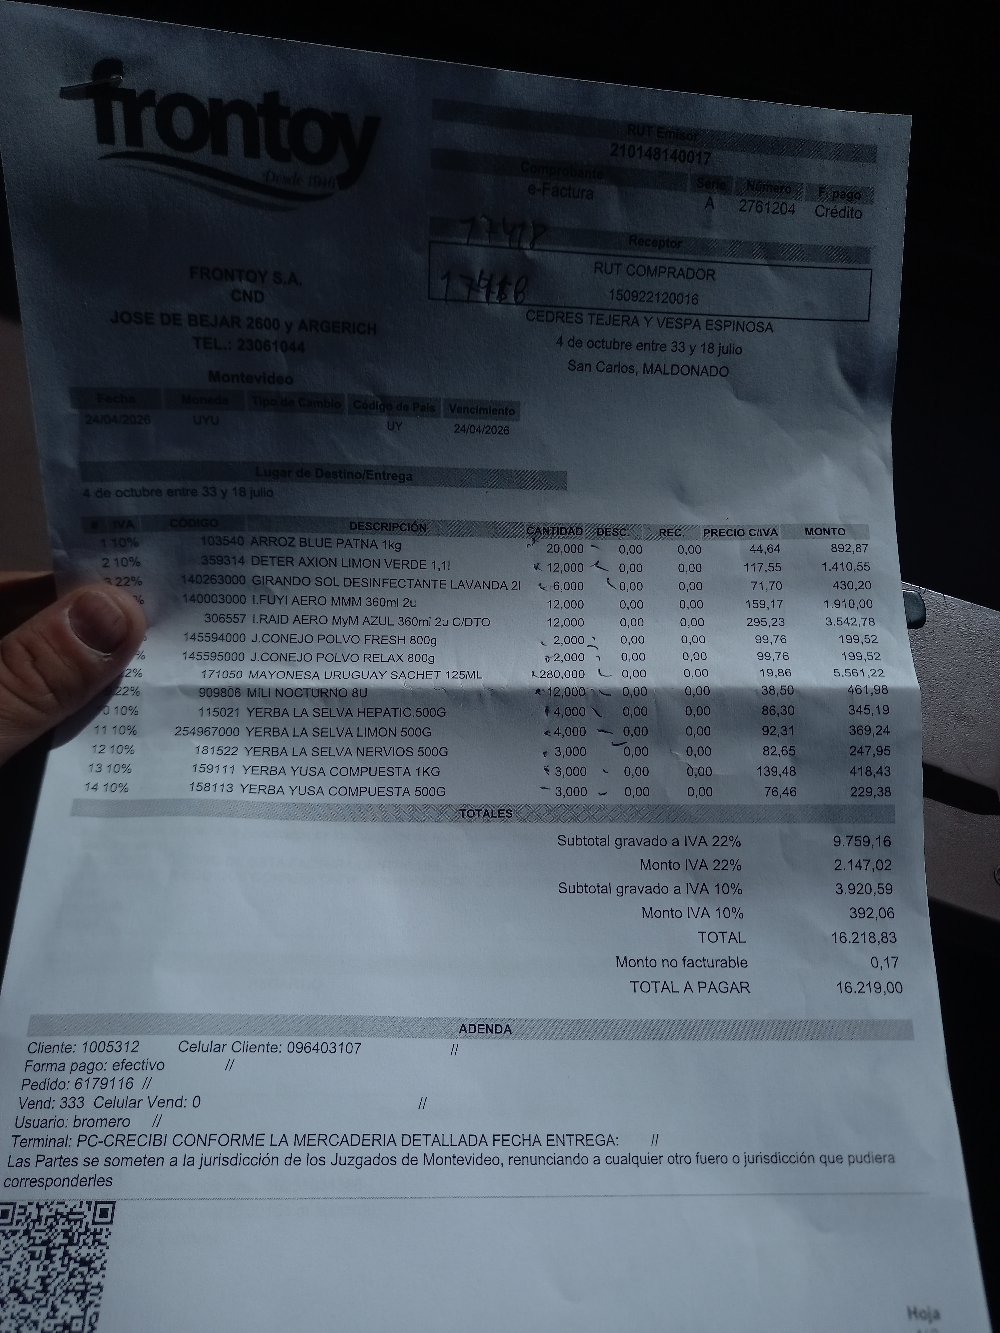 frontoy
Desde 1946
RUT Emisor
210148140017
Comprobante Serie Número F. pago
e-Factura A 2761204 Crédito
Receptor
RUT COMPRADOR
150922120016
CEDRES TEJERA Y VESPA ESPINOSA
4 de octubre entre 33 y 18 julio
San Carlos, MALDONADO
FRONTOY S.A.
CND
JOSE DE BEJAR 2600 y ARGERICH
TEL.: 23061044
Montevideo
Fecha Moneda Tipo de Cambio Código de País Vencimiento
24/04/2026 UYU UY 24/04/2026
Lugar de Destino/Entrega
4 de octubre entre 33 y 18 julio
# IVA CÓDIGO DESCRIPCIÓN CANTIDAD DESC. REC. PRECIO C/IVA MONTO
1 10% 103540 ARROZ BLUE PATNA 1kg 20,000 0,00 0,00 44,64 892,87
2 10% 359314 DETER AXION LIMON VERDE 1,1l 12,000 0,00 0,00 117,55 1.410,55
3 22% 140263000 GIRANDO SOL DESINFECTANTE LAVANDA 2l 6,000 0,00 0,00 71,70 430,20
% 140003000 I.FUYI AERO MMM 360ml 2u 12,000 0,00 0,00 159,17 1.910,00
306557 I.RAID AERO MyM AZUL 360ml 2u C/DTO 12,000 0,00 0,00 295,23 3.542,78
145594000 J.CONEJO POLVO FRESH 800g 2,000 0,00 0,00 99,76 199,52
% 145595000 J.CONEJO POLVO RELAX 800g 2,000 0,00 0,00 99,76 199,52
2% 171050 MAYONESA URUGUAY SACHET 125ML 280,000 0,00 0,00 19,86 5.561,22
22% 909806 MILI NOCTURNO 8U 12,000 0,00 0,00 38,50 461,98
0 10% 115021 YERBA LA SELVA HEPATIC.500G 4,000 0,00 0,00 86,30 345,19
11 10% 254967000 YERBA LA SELVA LIMON 500G 4,000 0,00 0,00 92,31 369,24
12 10% 181522 YERBA LA SELVA NERVIOS 500G 3,000 0,00 0,00 82,65 247,95
13 10% 159111 YERBA YUSA COMPUESTA 1KG 3,000 0,00 0,00 139,48 418,43
14 10% 158113 YERBA YUSA COMPUESTA 500G 3,000 0,00 0,00 76,46 229,38
TOTALES
Subtotal gravado a IVA 22% 9.759,16
Monto IVA 22% 2.147,02
Subtotal gravado a IVA 10% 3.920,59
Monto IVA 10% 392,06
TOTAL 16.218,83
Monto no facturable 0,17
TOTAL A PAGAR 16.219,00
ADENDA
Cliente: 1005312 Celular Cliente: 096403107 //
Forma pago: efectivo //
Pedido: 6179116 //
Vend: 333 Celular Vend: 0 //
Usuario: bromero //
Terminal: PC-CRECIBI CONFORME LA MERCADERIA DETALLADA FECHA ENTREGA: //
Las Partes se someten a la jurisdicción de los Juzgados de Montevideo, renunciando a cualquier otro fuero o jurisdicción que pudiera
corresponderles
Hoja